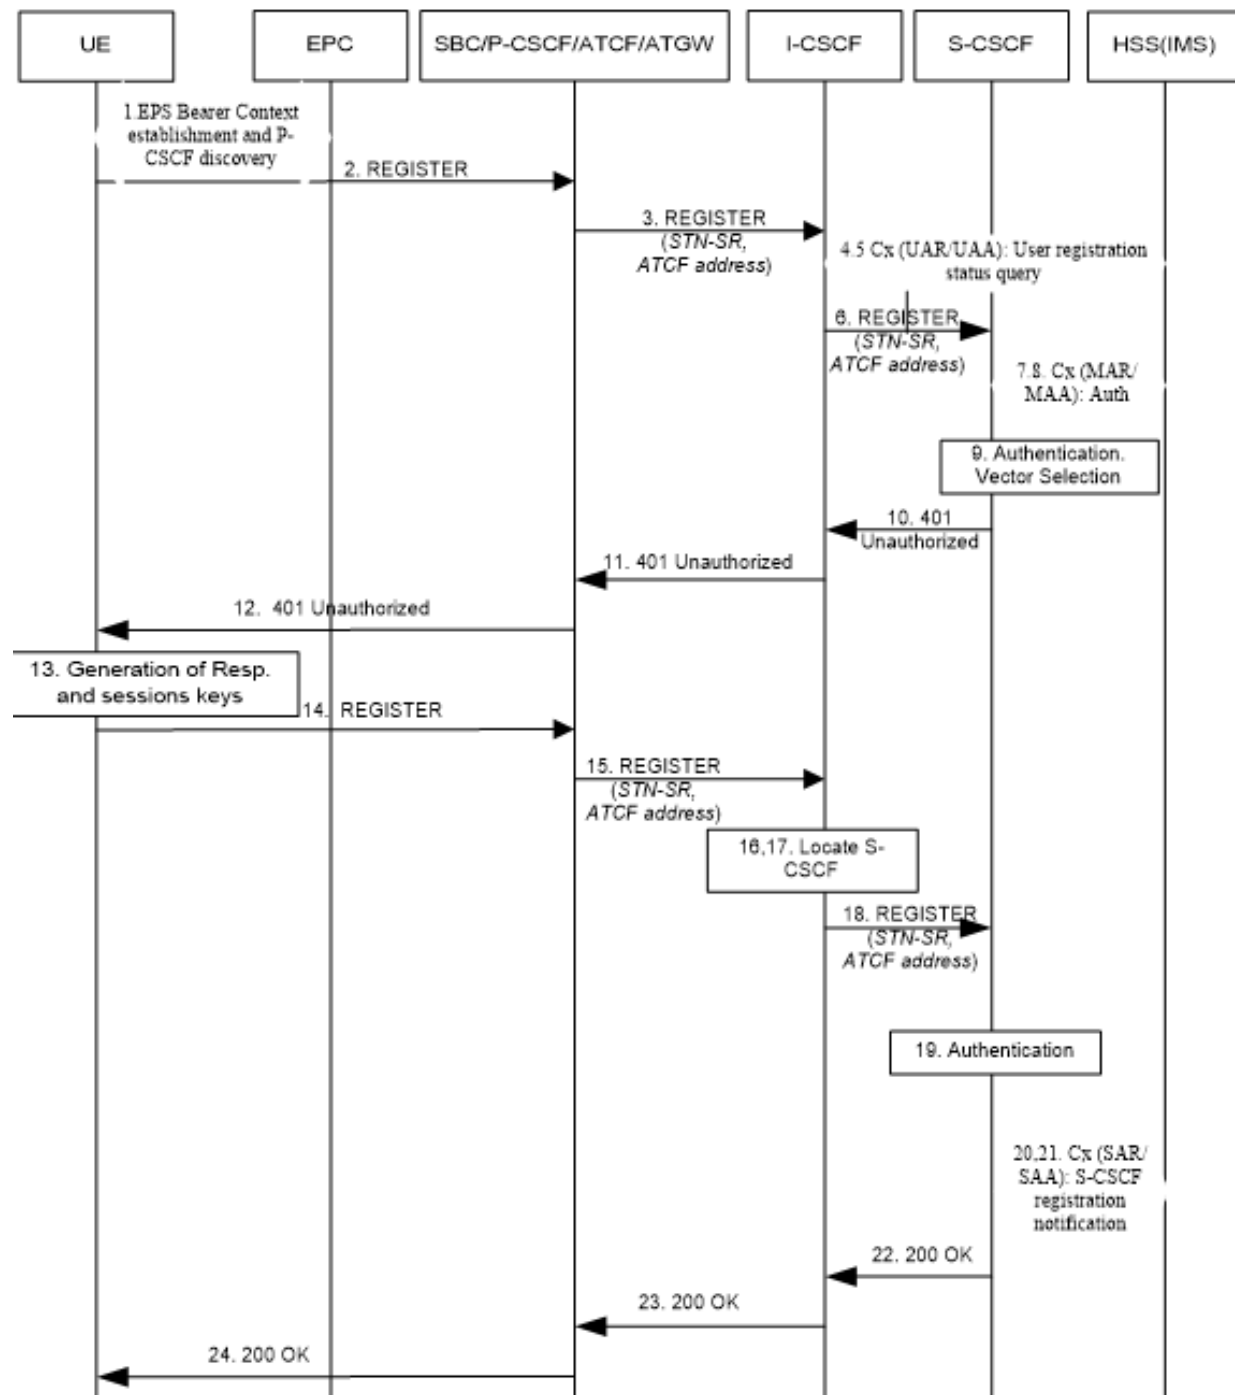 UE
EPC
SBC/P-CSCF/ATCF/ATGW
I-CSCF
S-CSCF
HSS(IMS)
1.EPS Bearer Context
establishment and P-
CSCF discovery
2. REGISTER
3. REGISTER
(STN-SR,
ATCF address)
4.5 Cx (UAR/UAA): User registration
status query
6. REGISTER
(STN-SR,
ATCF address)
7.8. Cx (MAR/
MAA): Auth
9. Authentication.
Vector Selection
10. 401
Unauthorized
11. 401 Unauthorized
12. 401 Unauthorized
13. Generation of Resp.
and sessions keys
14. REGISTER
15. REGISTER
(STN-SR,
ATCF address)
16,17. Locate S-
CSCF
18. REGISTER
(STN-SR,
ATCF address)
19. Authentication
20,21. Cx (SAR/
SAA): S-CSCF
registration
notification
22. 200 OK
23. 200 OK
24. 200 OK